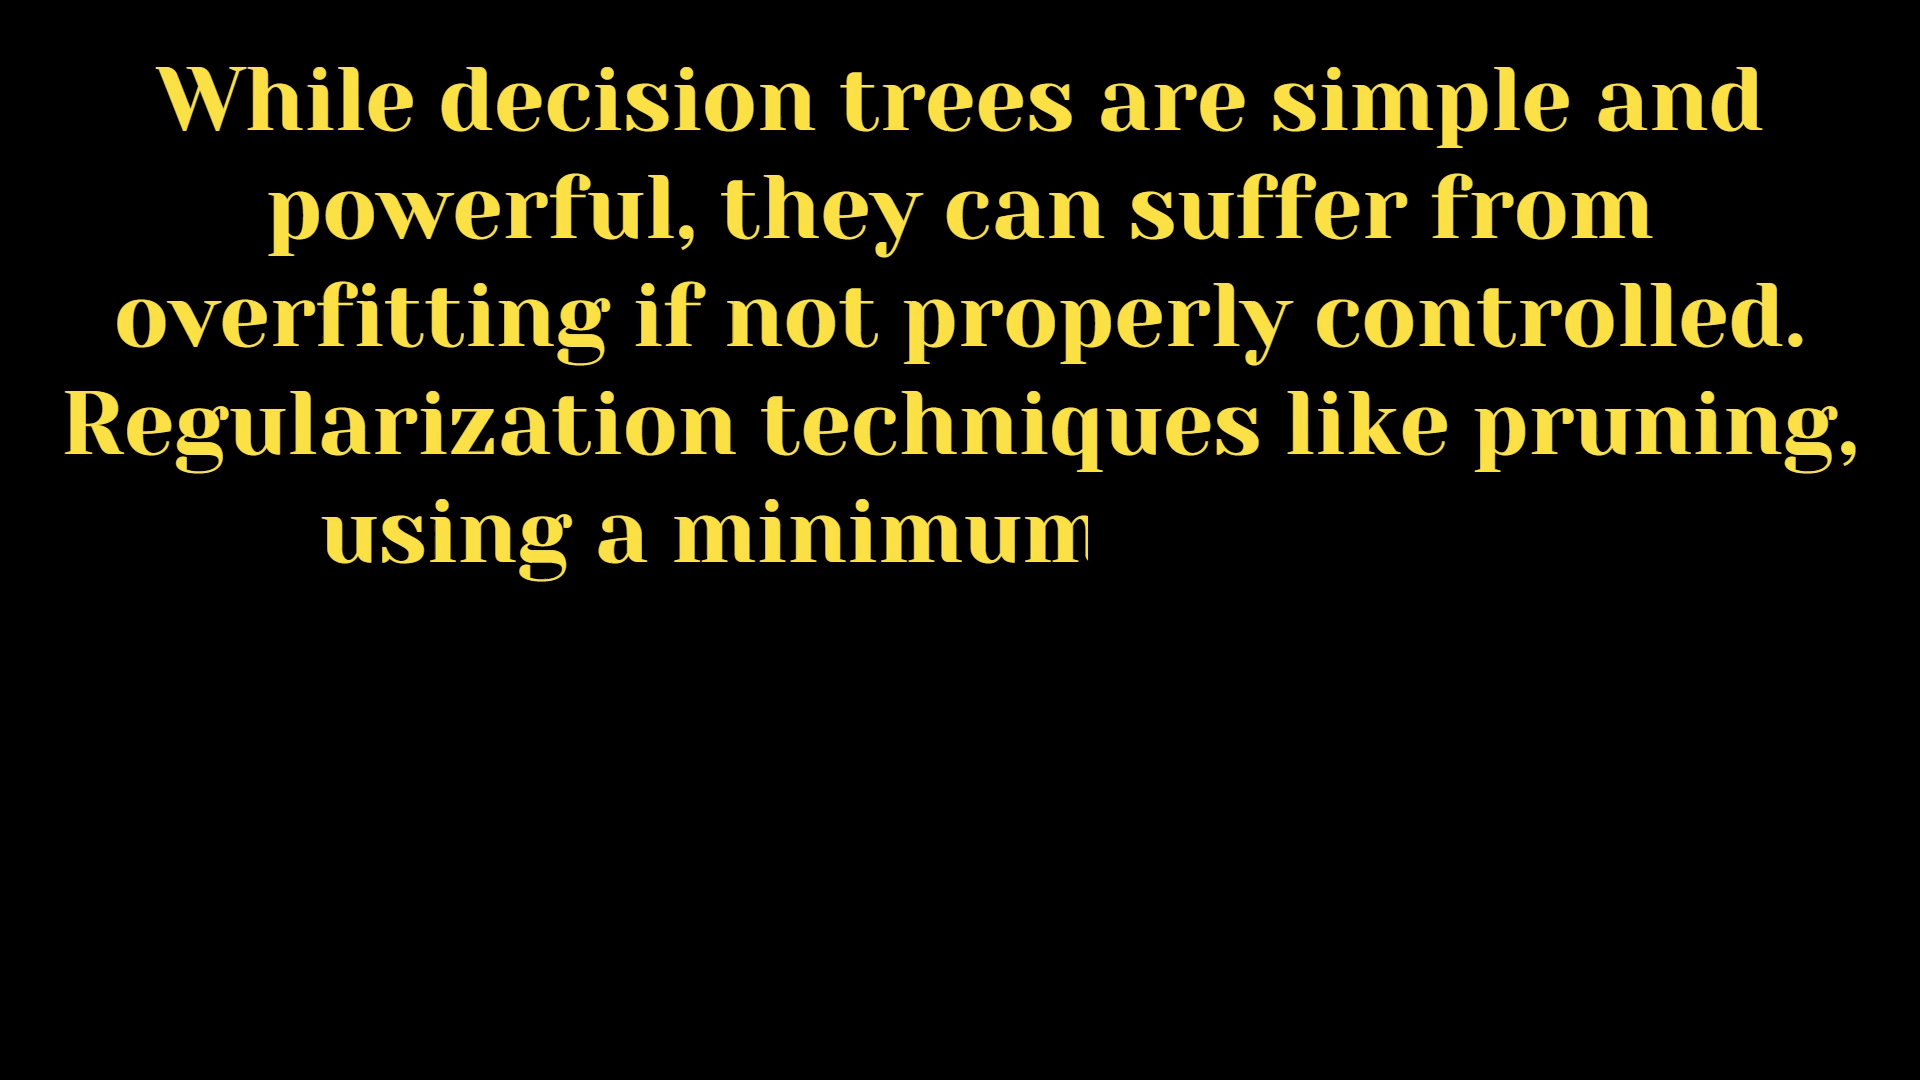 While decision trees are simple and
powerful, they can suffer from
overfitting if not properly controlled.
Regularization techniques like pruning,
using a minimum